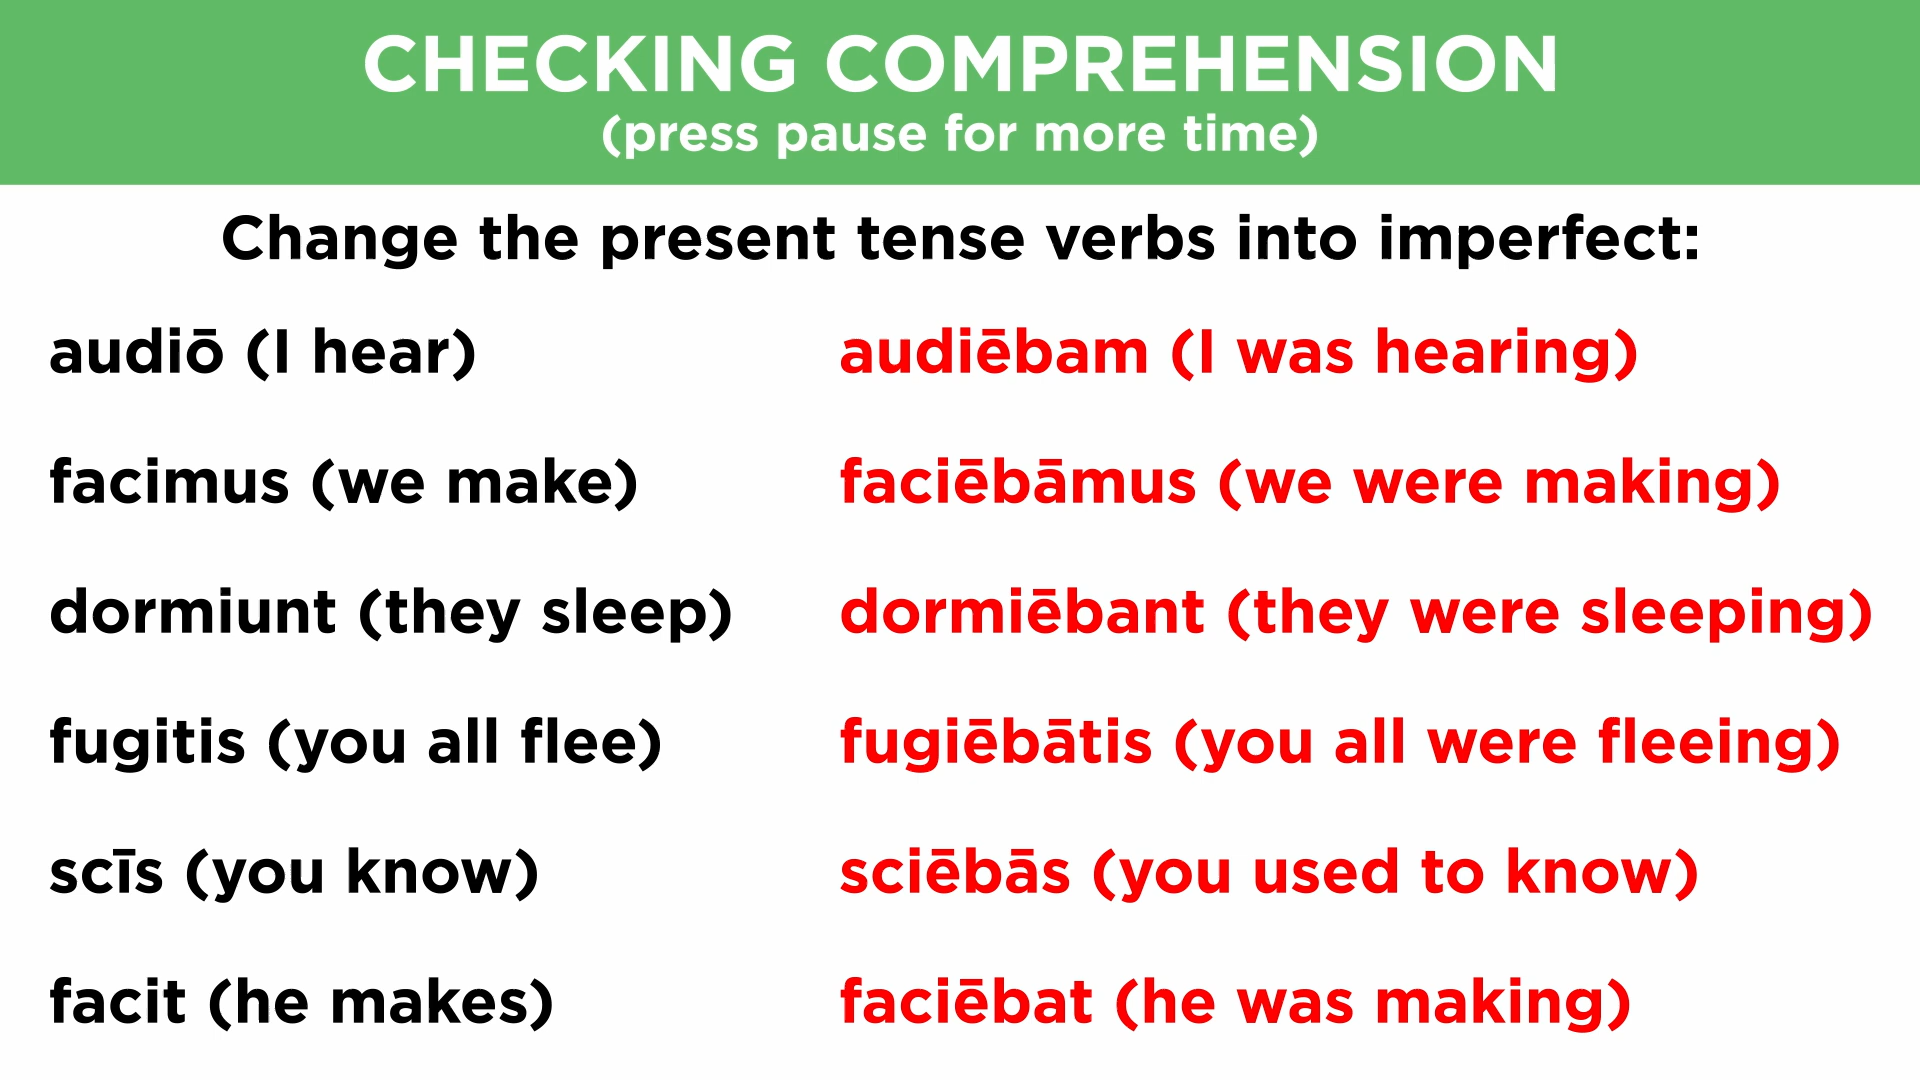 CHECKING COMPREHENSION
(press pause for more time)
Change the present tense verbs into imperfect:
audiō (I hear) audiēbam (I was hearing)
facimus (we make) faciēbāmus (we were making)
dormiunt (they sleep) dormiēbant (they were sleeping)
fugitis (you all flee) fugiēbātis (you all were fleeing)
scīs (you know) sciēbās (you used to know)
facit (he makes) faciēbat (he was making)